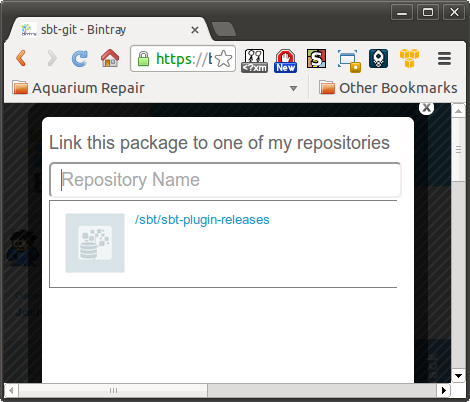 sbt-git - Bintray
https://b
New
Aquarium Repair
Other Bookmarks
Link this package to one of my repositories
Repository Name
/sbt/sbt-plugin-releases